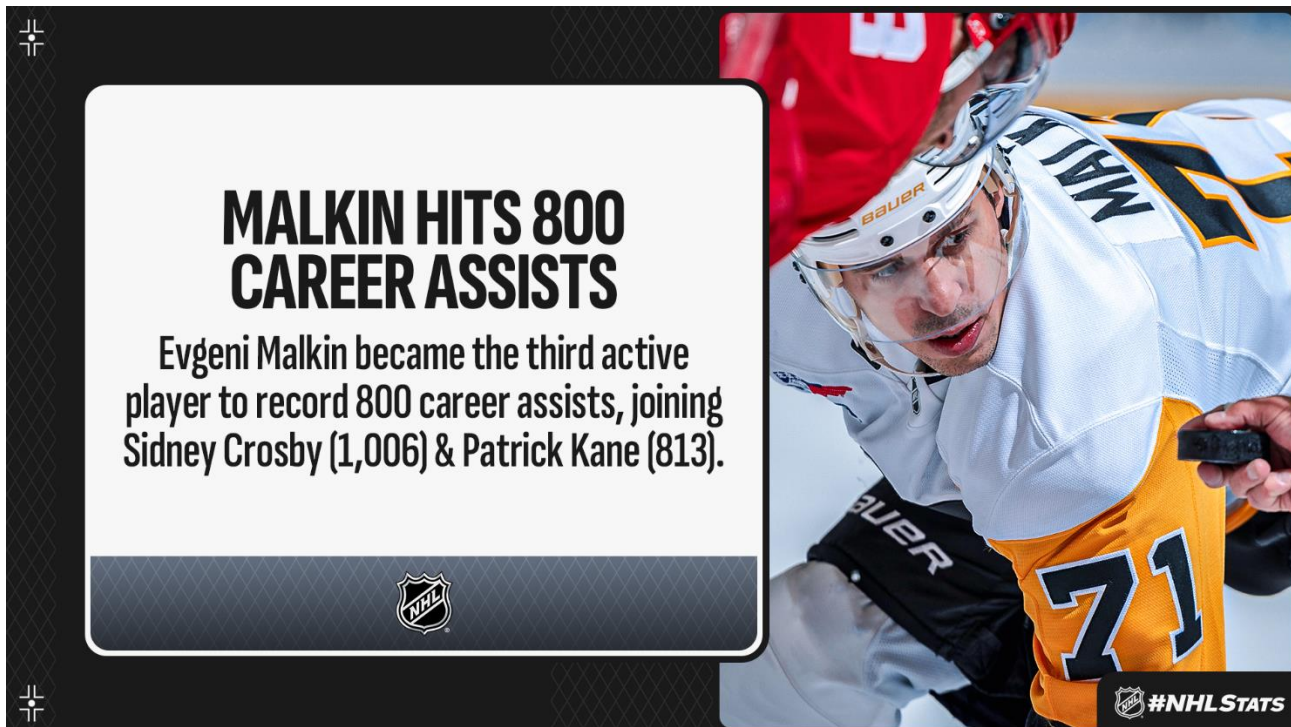 MALKIN HITS 800
CAREER ASSISTS
Evgeni Malkin became the third active
player to record 800 career assists, joining
Sidney Crosby (1,006) & Patrick Kane (813).
NHL
BAUER
BAUER
71
NHL #NHLSTATS